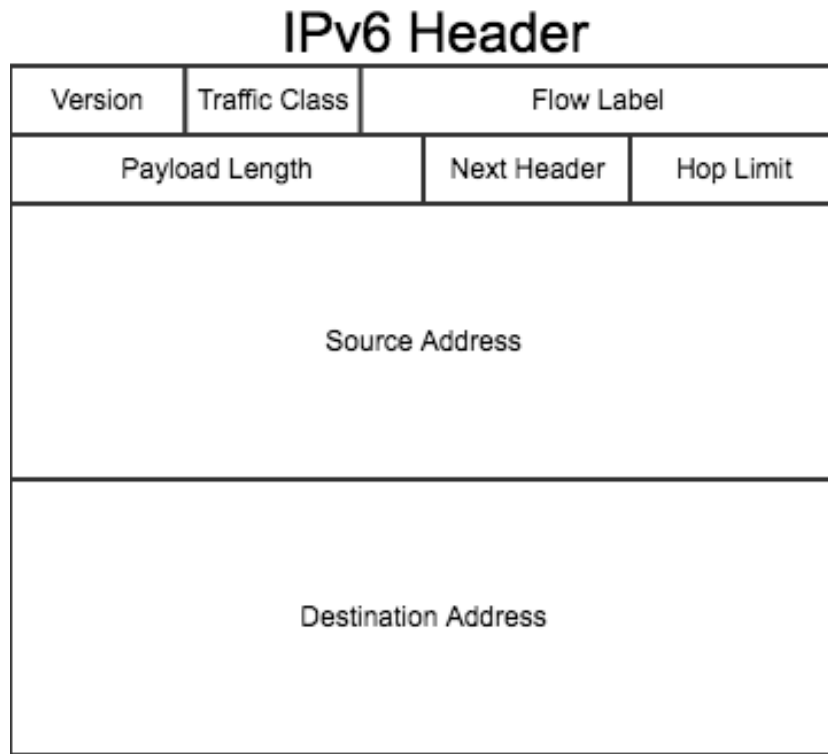 IPv6 Header
Version Traffic Class Flow Label
Payload Length Next Header Hop Limit
Source Address
Destination Address